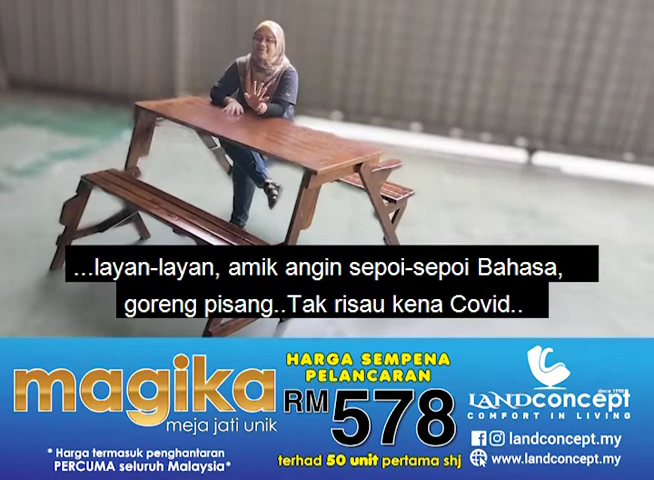 ...layan-layan, amik angin sepoi-sepoi Bahasa,
goreng pisang..Tak risau kena Covid..
magika
meja jati unik
* Harga termasuk penghantaran
PERCUMA seluruh Malaysia*
HARGA SEMPENA
PELANCARAN
RM578
terhad 50 unit pertama shj
since 1998
LANDconcept
COMFORT IN LIVING
landconcept.my
www.landconcept.my